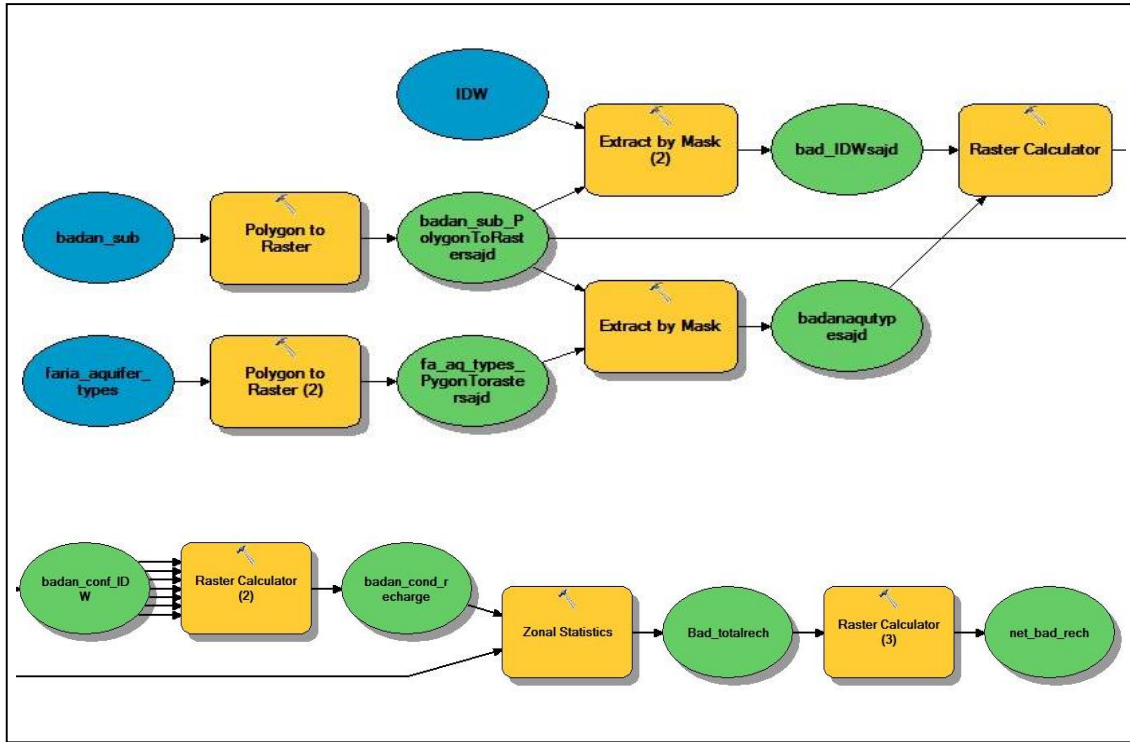 IDW
Extract by Mask
(2)
bad_IDWsajd
Raster Calculator
badan_sub
Polygon to
Raster
badan_sub_P
olygonToRast
ersajd
Extract by Mask
badanaqutyp
esajd
faria_aquifer_
types
Polygon to
Raster (2)
fa_aq_types_
PygonToraste
rsajd
badan_conf_ID
W
Raster Calculator
(2)
badan_cond_r
echarge
Zonal Statistics
Bad_totalrech
Raster Calculator
(3)
net_bad_rech